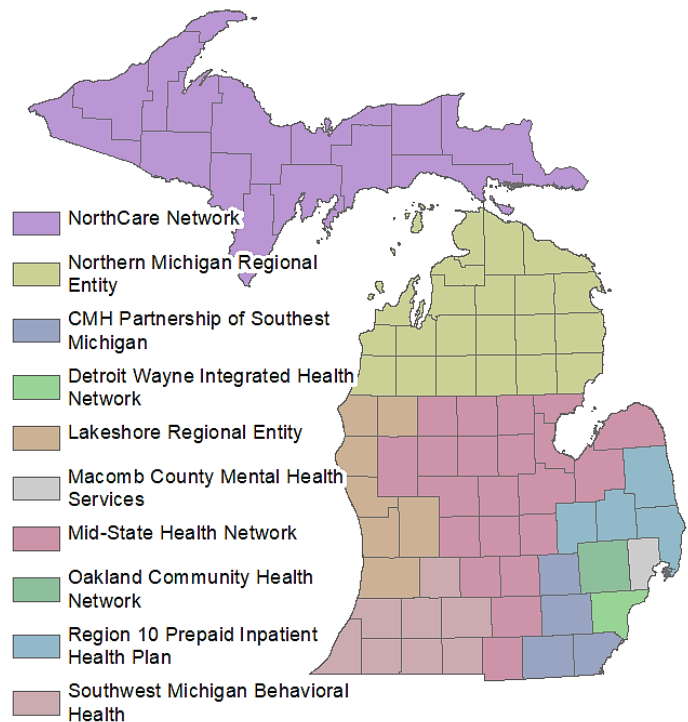 NorthCare Network
Northern Michigan Regional
Entity
CMH Partnership of Southest
Michigan
Detroit Wayne Integrated Health
Network
Lakeshore Regional Entity
Macomb County Mental Health
Services
Mid-State Health Network
Oakland Community Health
Network
Region 10 Prepaid Inpatient
Health Plan
Southwest Michigan Behavioral
Health